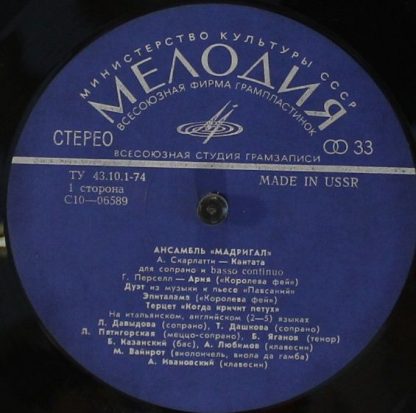 МИНИСТЕРСТВО КУЛЬТУРЫ СССР
МЕЛОДИЯ
ВСЕСОЮЗНАЯ ФИРМА ГРАМПЛАСТИНОК
СТЕРЕО
33
ВСЕСОЮЗНАЯ СТУДИЯ ГРАМЗАПИСИ
ТУ 43.10.1-74
MADE IN USSR
1 сторона
С10—06589
АНСАМБЛЬ «МАДРИГАЛ»
А. Скарлатти — Кантата
для сопрано и basso continuo
Г. Перселл — Ария («Королева фей»)
Дуэт из музыки к пьесе «Павсаний»
Эпиталама («Королева фей»)
Терцет «Когда кричит петух»
На итальянском, английском (2—5) языках
Л. Давыдова (сопрано), Т. Дашкова (сопрано)
Л. Пятигорская (меццо-сопрано), Б. Яганов (тенор)
Б. Казанский (бас), А. Любимов (клавесин)
М. Вайнрот (виолончель, виола да гамба)
А. Ивановский (клавесин)